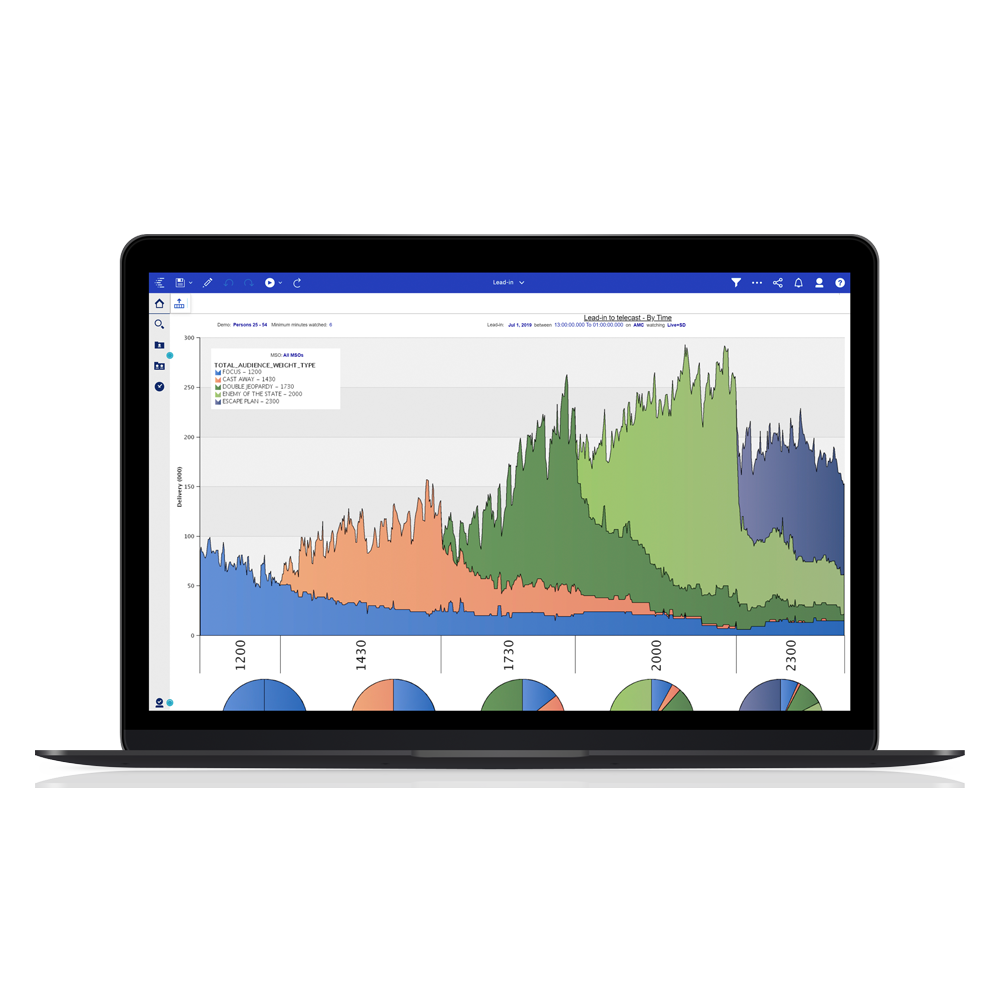 Lead-in
Lead-in to telecast - By Time
Demo: Persons 25 - 54 Minimum minutes watched: 6
Lead-in: Jul 1, 2019 between 13:00:00.000 To 01:00:00.000 on AMC watching Live+SD
MSO: All MSOs
TOTAL_AUDIENCE_WEIGHT_TYPE
FOCUS - 1200
CAST AWAY - 1430
DOUBLE JEOPARDY - 1730
ENEMY OF THE STATE - 2000
ESCAPE PLAN - 2300
Delivery (000)
300
250
200
150
100
50
0
1200
1430
1730
2000
2300